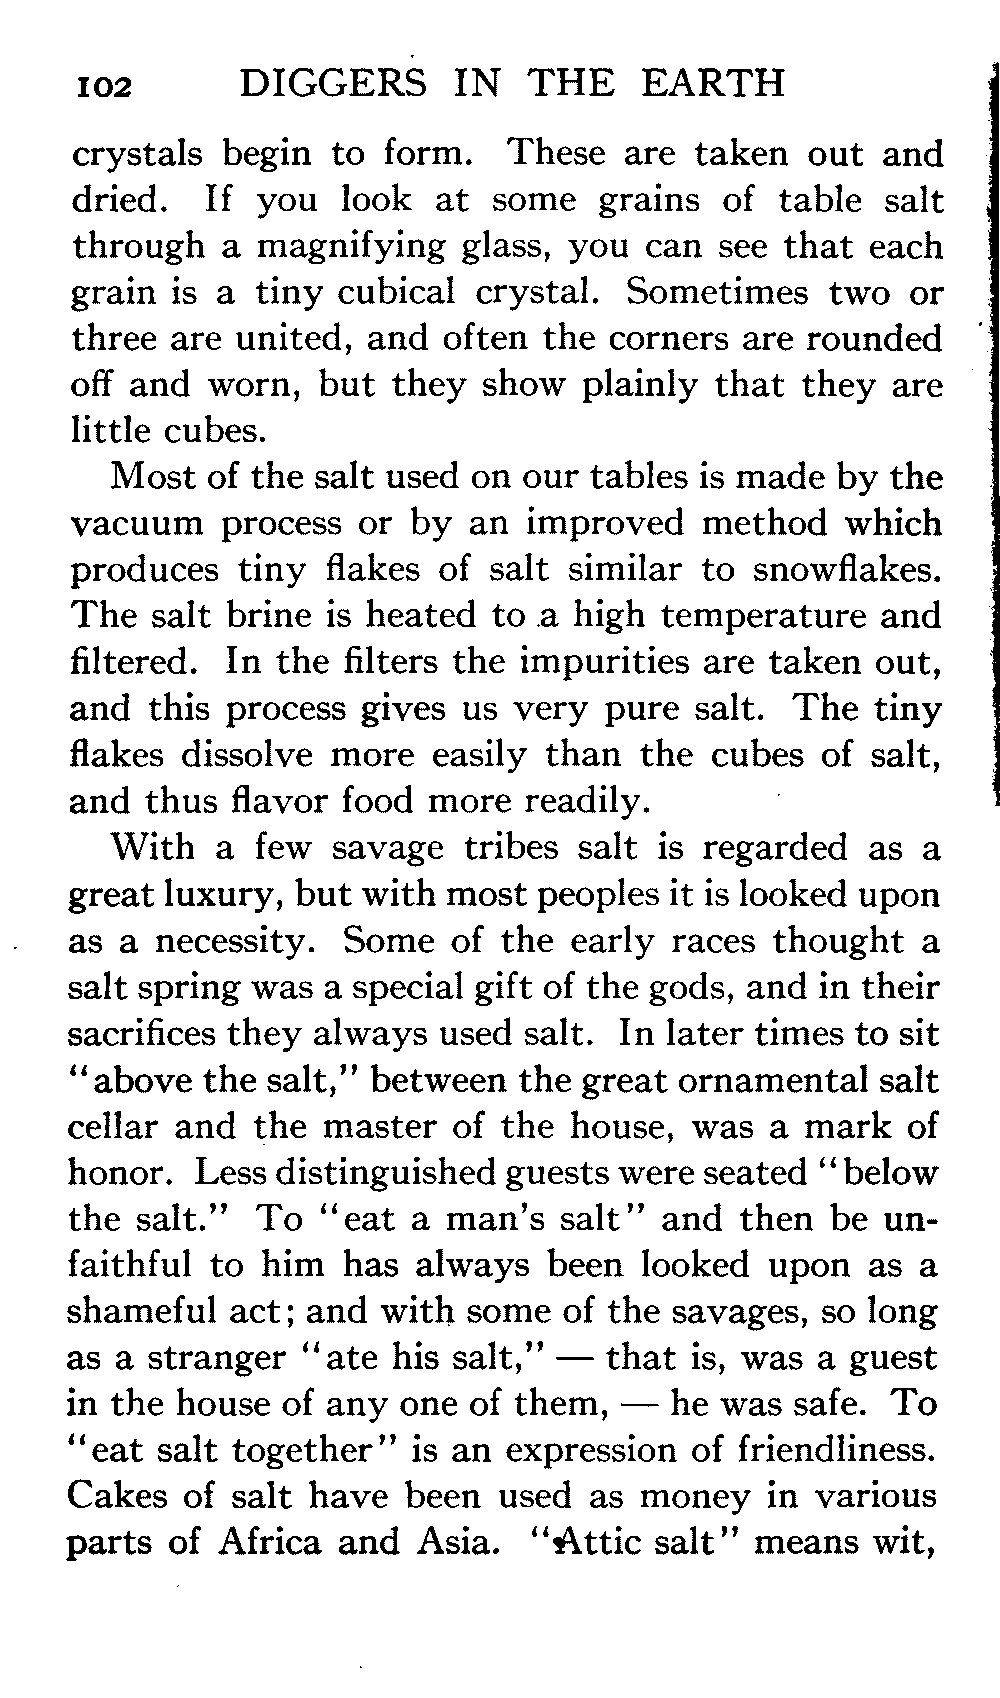 102 DIGGERS IN THE EARTH
crystals begin to form. These are taken out and
dried. If you look at some grains of table salt
through a magnifying glass, you can see that each
grain is a tiny cubical crystal. Sometimes two or
three are united, and often the corners are rounded
off and worn, but they show plainly that they are
little cubes.
Most of the salt used on our tables is made by the
vacuum process or by an improved method which
produces tiny flakes of salt similar to snowflakes.
The salt brine is heated to a high temperature and
filtered. In the filters the impurities are taken out,
and this process gives us very pure salt. The tiny
flakes dissolve more easily than the cubes of salt,
and thus flavor food more readily.
With a few savage tribes salt is regarded as a
great luxury, but with most peoples it is looked upon
as a necessity. Some of the early races thought a
salt spring was a special gift of the gods, and in their
sacrifices they always used salt. In later times to sit
"above the salt," between the great ornamental salt
cellar and the master of the house, was a mark of
honor. Less distinguished guests were seated "below
the salt." To "eat a man's salt" and then be un-
faithful to him has always been looked upon as a
shameful act; and with some of the savages, so long
as a stranger "ate his salt," — that is, was a guest
in the house of any one of them, — he was safe. To
"eat salt together" is an expression of friendliness.
Cakes of salt have been used as money in various
parts of Africa and Asia. "Attic salt" means wit,